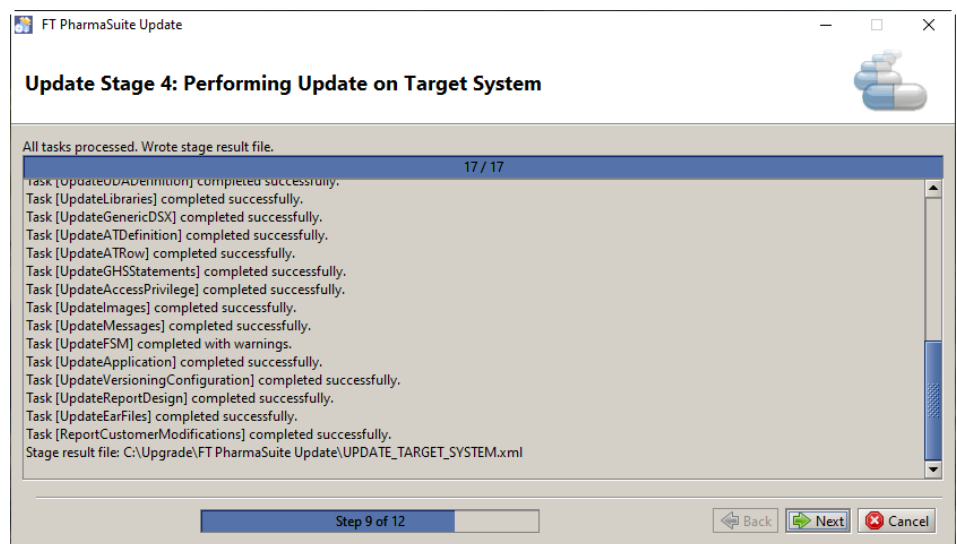 FT PharmaSuite Update
Update Stage 4: Performing Update on Target System
All tasks processed. Wrote stage result file.
17 / 17
Task [UpdateUDADefinition] completed successfully.
Task [UpdateLibraries] completed successfully.
Task [UpdateGenericDSX] completed successfully.
Task [UpdateATDefinition] completed successfully.
Task [UpdateATRow] completed successfully.
Task [UpdateGHSStatements] completed successfully.
Task [UpdateAccessPrivilege] completed successfully.
Task [UpdateImages] completed successfully.
Task [UpdateMessages] completed successfully.
Task [UpdateFSM] completed with warnings.
Task [UpdateApplication] completed successfully.
Task [UpdateVersioningConfiguration] completed successfully.
Task [UpdateReportDesign] completed successfully.
Task [UpdateEarFiles] completed successfully.
Task [ReportCustomerModifications] completed successfully.
Stage result file: C:\Upgrade\FT PharmaSuite Update\UPDATE_TARGET_SYSTEM.xml
Step 9 of 12
Back
Next
Cancel